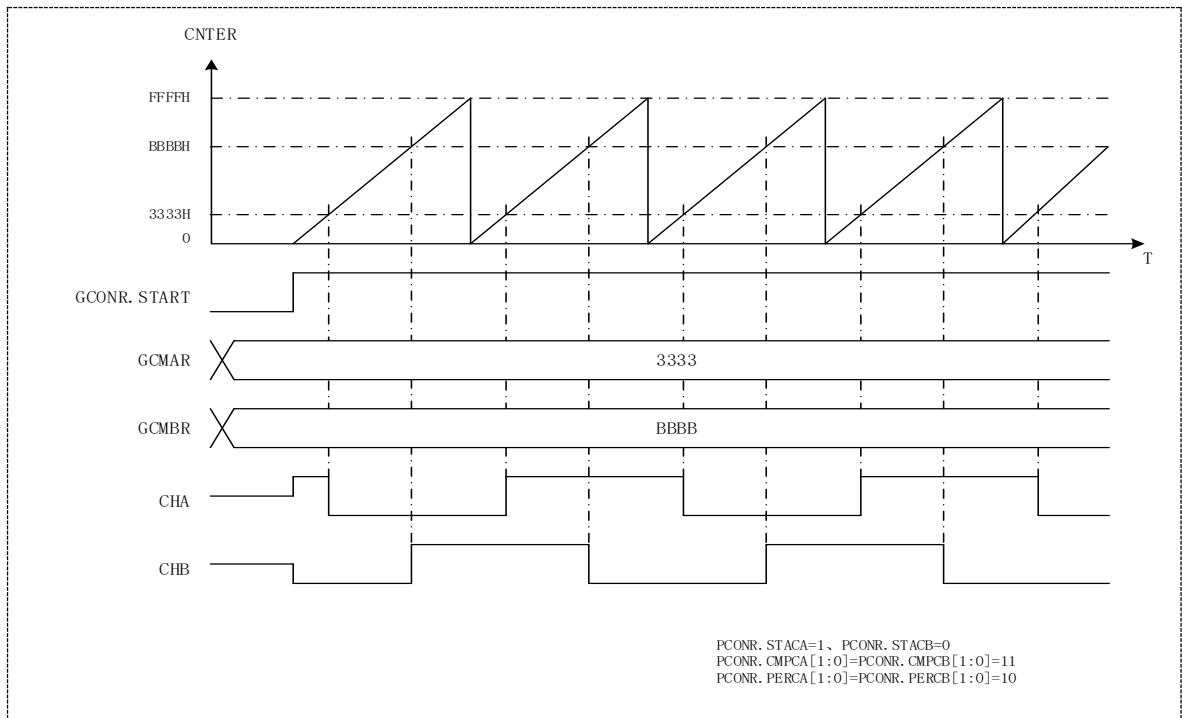 CNTER
FFFFH
BBBBH
3333H
0
T
GCONR.START
GCMAR
3333
GCMBR
BBBB
CHA
CHB
PCONR.STACA=1、PCONR.STACB=0
PCONR.CMPCA[1:0]=PCONR.CMPCB[1:0]=11
PCONR.PERCA[1:0]=PCONR.PERCB[1:0]=10